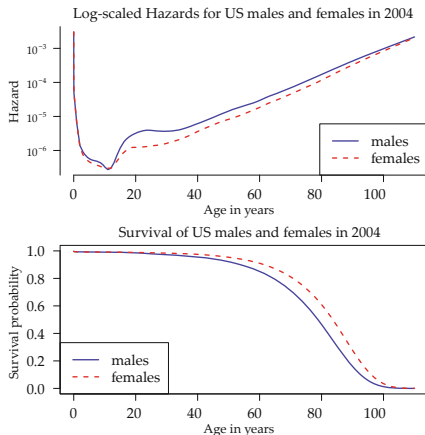 Log-scaled Hazards for US males and females in 2004
Hazard
10⁻³
10⁻⁴
10⁻⁵
10⁻⁶
males
females
0 20 40 60 80 100
Age in years
Survival of US males and females in 2004
Survival probability
1.0
0.8
0.6
0.4
0.2
0.0
males
females
0 20 40 60 80 100
Age in years